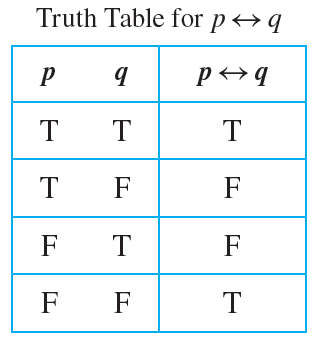 Truth Table for p ↔ q
p q p ↔ q
T T T
T F F
F T F
F F T